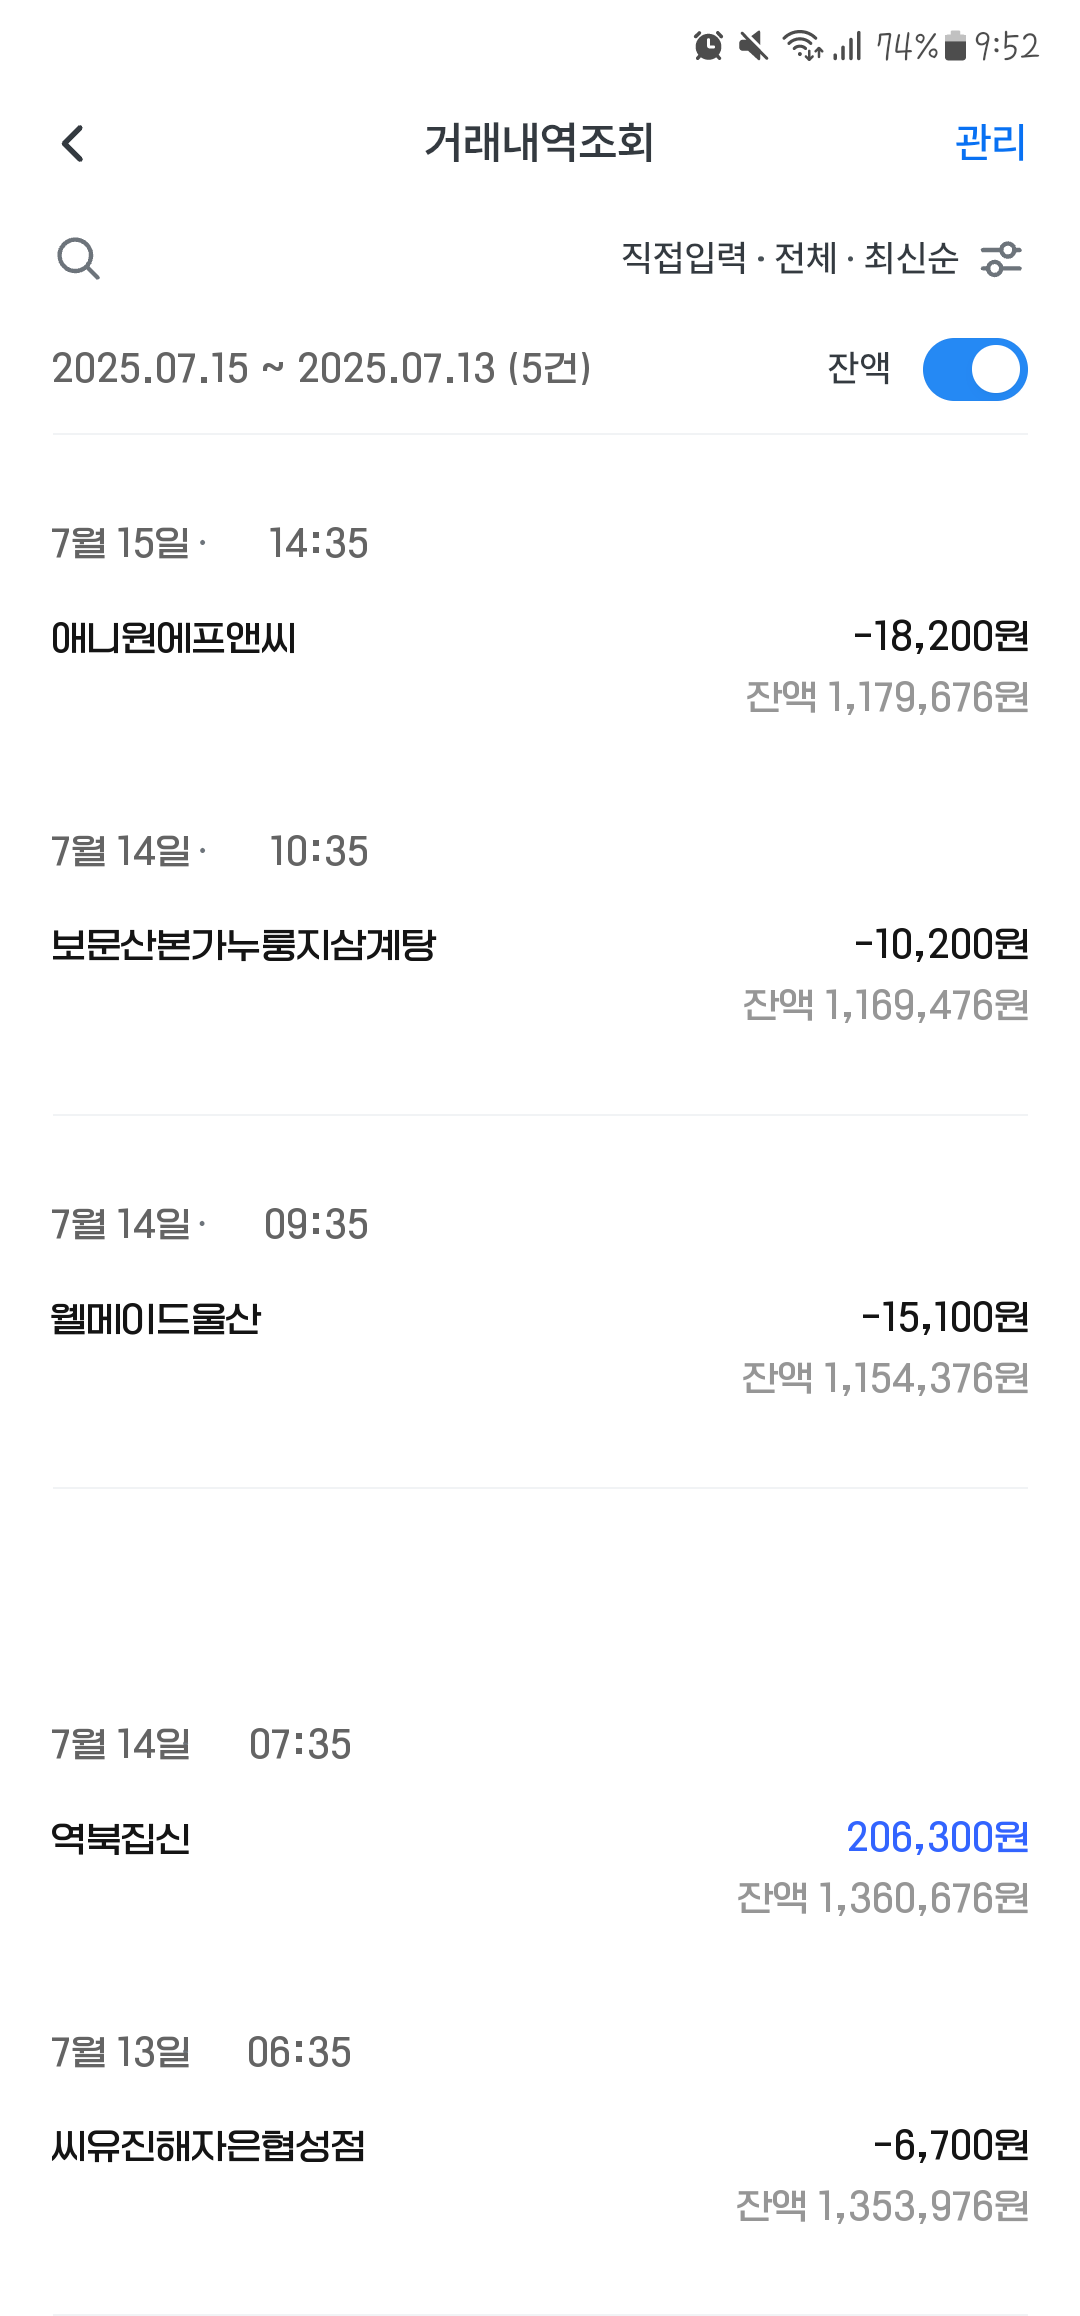 74% 9:52
거래내역조회 관리
직접입력 · 전체 · 최신순
2025.07.15 ~ 2025.07.13 (5건) 잔액
7월 15일 · 14:35
애니원에프앤씨 -18,200원
잔액 1,179,676원
7월 14일 · 10:35
보문산본가누룽지삼계탕 -10,200원
잔액 1,169,476원
7월 14일 · 09:35
웰메이드울산 -15,100원
잔액 1,154,376원
7월 14일 07:35
역북집신 206,300원
잔액 1,360,676원
7월 13일 06:35
씨유진해자은협성점 -6,700원
잔액 1,353,976원